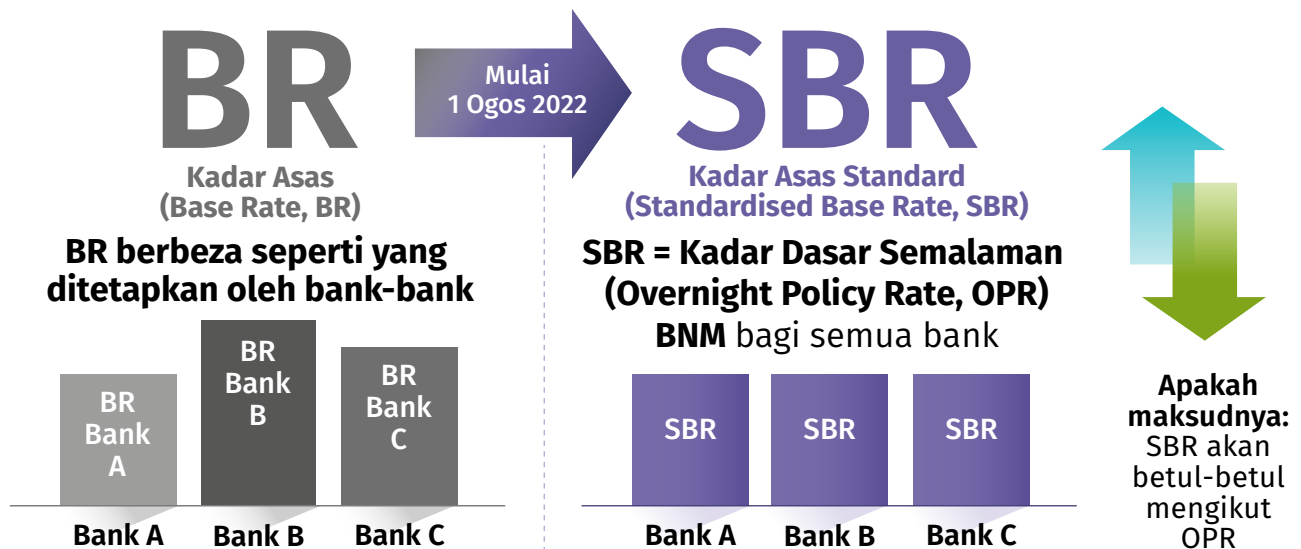 BR
Kadar Asas
(Base Rate, BR)
BR berbeza seperti yang
ditetapkan oleh bank-bank
BR
Bank
A
BR
Bank
B
BR
Bank
C
Bank A
Bank B
Bank C
Mulai
1 Ogos 2022
SBR
Kadar Asas Standard
(Standardised Base Rate, SBR)
SBR = Kadar Dasar Semalaman
(Overnight Policy Rate, OPR)
BNM bagi semua bank
SBR
SBR
SBR
Bank A
Bank B
Bank C
Apakah
maksudnya:
SBR akan
betul-betul
mengikut
OPR